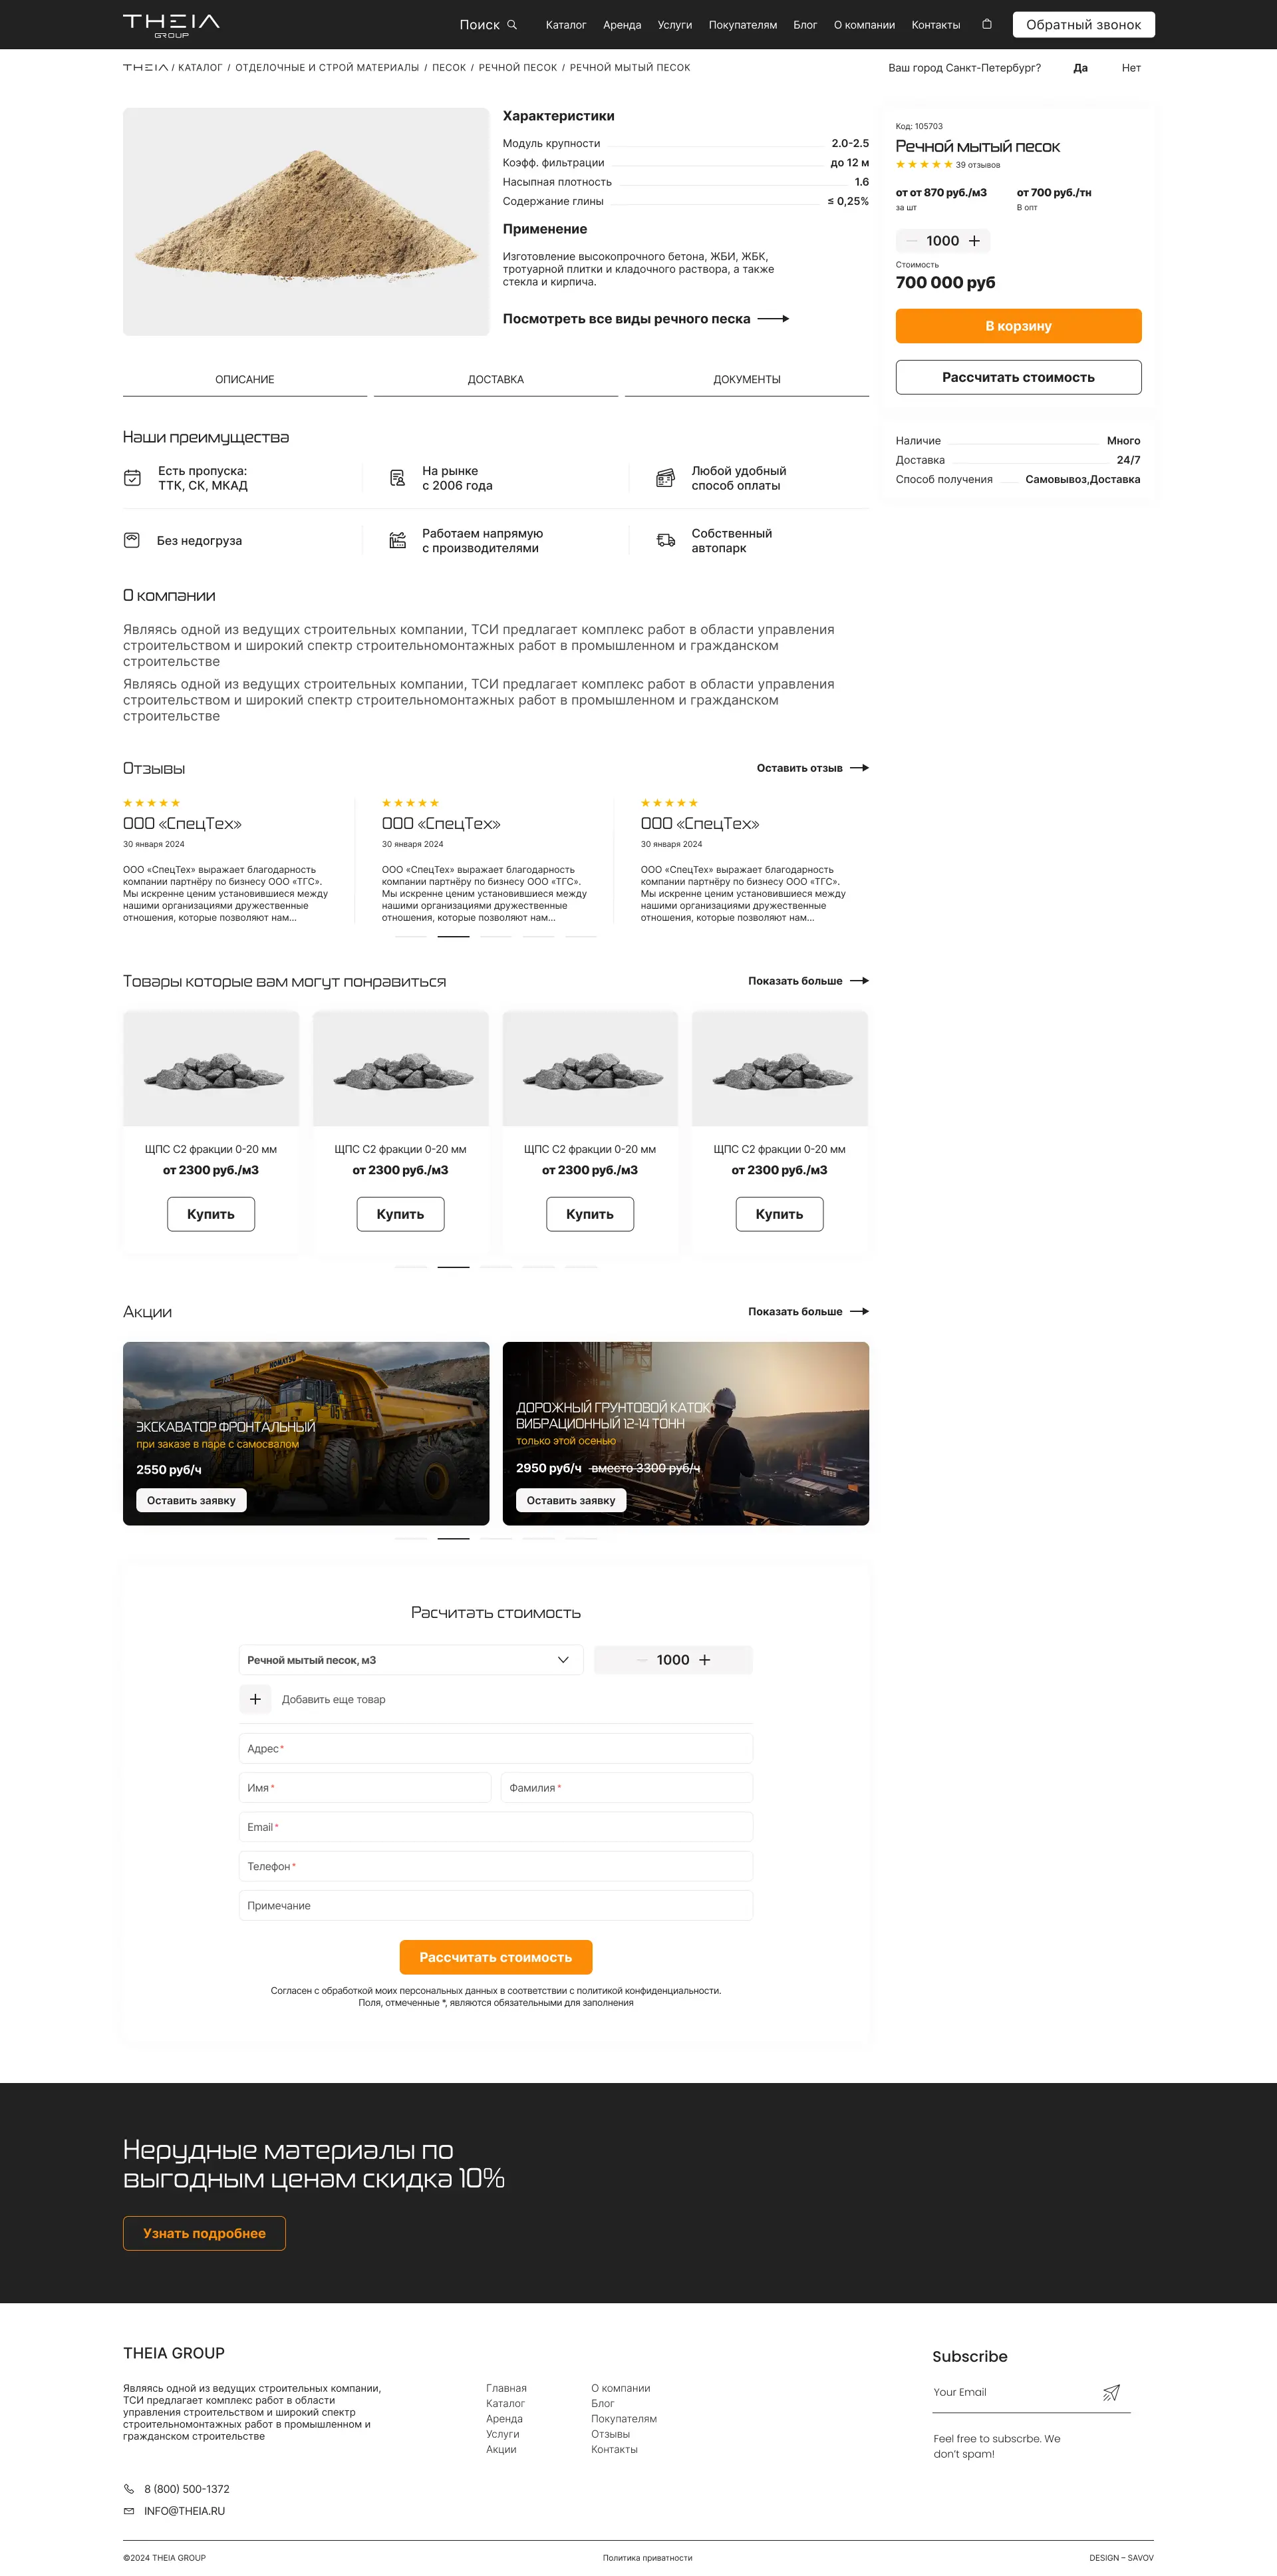 THEIA
GROUP
Поиск
Каталог
Аренда
Услуги
Покупателям
Блог
О компании
Контакты
Обратный звонок
THEIA / КАТАЛОГ / ОТДЕЛОЧНЫЕ И СТРОЙ МАТЕРИАЛЫ / ПЕСОК / РЕЧНОЙ ПЕСОК / РЕЧНОЙ МЫТЫЙ ПЕСОК
Ваш город Санкт-Петербург?
Да
Нет
Характеристики
Модуль крупности 2.0-2.5
Коэфф. фильтрации до 12 м
Насыпная плотность 1.6
Содержание глины ≤ 0,25%
Применение
Изготовление высокопрочного бетона, ЖБИ, ЖБК,
тротуарной плитки и кладочного раствора, а также
стекла и кирпича.
Посмотреть все виды речного песка
Код: 105703
Речной мытый песок
39 отзывов
от от 870 руб./м3
за шт
от 700 руб./тн
В опт
1000
Стоимость
700 000 руб
В корзину
Рассчитать стоимость
Наличие Много
Доставка 24/7
Способ получения Самовывоз,Доставка
ОПИСАНИЕ
ДОСТАВКА
ДОКУМЕНТЫ
Наши преимущества
Есть пропуска:
ТТК, СК, МКАД
На рынке
с 2006 года
Любой удобный
способ оплаты
Без недогруза
Работаем напрямую
с производителями
Собственный
автопарк
О компании
Являясь одной из ведущих строительных компании, ТСИ предлагает комплекс работ в области управления
строительством и широкий спектр строительномонтажных работ в промышленном и гражданском
строительстве
Являясь одной из ведущих строительных компании, ТСИ предлагает комплекс работ в области управления
строительством и широкий спектр строительномонтажных работ в промышленном и гражданском
строительстве
Отзывы
Оставить отзыв
ООО «СпецТех»
30 января 2024
ООО «СпецТех» выражает благодарность
компании партнёру по бизнесу ООО «ТГС».
Мы искренне ценим установившиеся между
нашими организациями дружественные
отношения, которые позволяют нам...
ООО «СпецТех»
30 января 2024
ООО «СпецТех» выражает благодарность
компании партнёру по бизнесу ООО «ТГС».
Мы искренне ценим установившиеся между
нашими организациями дружественные
отношения, которые позволяют нам...
ООО «СпецТех»
30 января 2024
ООО «СпецТех» выражает благодарность
компании партнёру по бизнесу ООО «ТГС».
Мы искренне ценим установившиеся между
нашими организациями дружественные
отношения, которые позволяют нам...
Товары которые вам могут понравиться
Показать больше
ЩПС С2 фракции 0-20 мм
от 2300 руб./м3
Купить
ЩПС С2 фракции 0-20 мм
от 2300 руб./м3
Купить
ЩПС С2 фракции 0-20 мм
от 2300 руб./м3
Купить
ЩПС С2 фракции 0-20 мм
от 2300 руб./м3
Купить
Акции
Показать больше
KOMATSU
ЭКСКАВАТОР ФРОНТАЛЬНЫЙ
при заказе в паре с самосвалом
2550 руб/ч
Оставить заявку
ДОРОЖНЫЙ ГРУНТОВОЙ КАТОК
ВИБРАЦИОННЫЙ 12-14 ТОНН
только этой осенью
2950 руб/ч вместо 3300 руб/ч
Оставить заявку
Расчитать стоимость
Речной мытый песок, м3
1000
Добавить еще товар
Адрес*
Имя*
Фамилия*
Email*
Телефон*
Примечание
Рассчитать стоимость
Согласен с обработкой моих персональных данных в соответствии с политикой конфиденциальности.
Поля, отмеченные *, являются обязательными для заполнения
Нерудные материалы по
выгодным ценам скидка 10%
Узнать подробнее
THEIA GROUP
Являясь одной из ведущих строительных компании,
ТСИ предлагает комплекс работ в области
управления строительством и широкий спектр
строительномонтажных работ в промышленном и
гражданском строительстве
8 (800) 500-1372
INFO@THEIA.RU
Главная
Каталог
Аренда
Услуги
Акции
О компании
Блог
Покупателям
Отзывы
Контакты
Subscribe
Your Email
Feel free to subscrbe. We
don't spam!
©2024 THEIA GROUP
Политика приватности
DESIGN – SAVOV